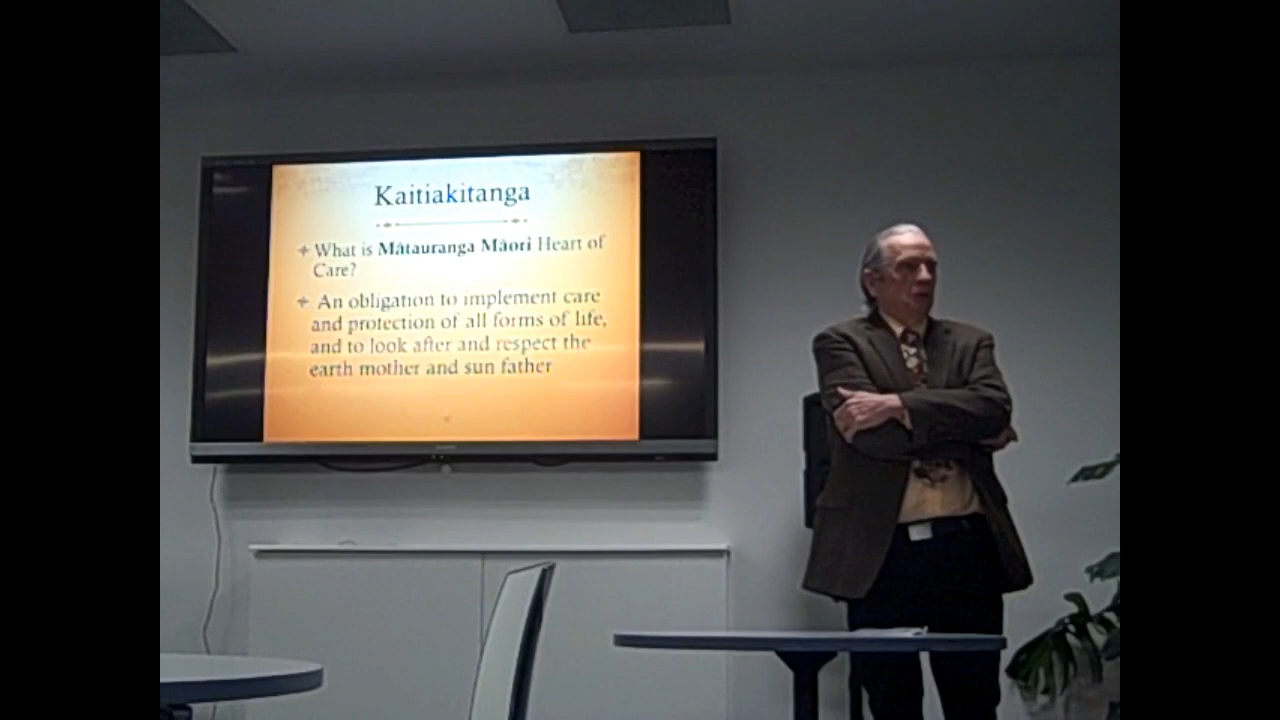 Kaitiakitanga
What is Mātauranga Māori Heart of
Care?
An obligation to implement care
and protection of all forms of life,
and to look after and respect the
earth mother and sun father